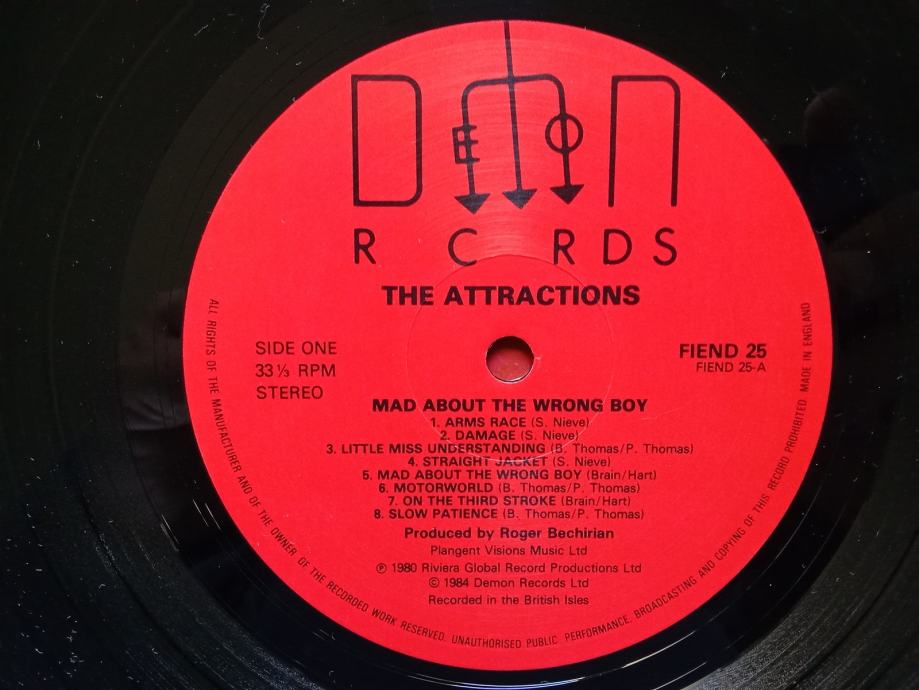 DEMON
RECORDS
THE ATTRACTIONS
SIDE ONE
33⅓ RPM
STEREO
FIEND 25
FIEND 25-A
MAD ABOUT THE WRONG BOY
1. ARMS RACE (S. Nieve)
2. DAMAGE (S. Nieve)
3. LITTLE MISS UNDERSTANDING (B. Thomas/P. Thomas)
4. STRAIGHT JACKET (S. Nieve)
5. MAD ABOUT THE WRONG BOY (Brain/Hart)
6. MOTORWORLD (B. Thomas/P. Thomas)
7. ON THE THIRD STROKE (Brain/Hart)
8. SLOW PATIENCE (B. Thomas/P. Thomas)
Produced by Roger Bechirian
Plangent Visions Music Ltd
℗ 1980 Riviera Global Record Productions Ltd
© 1984 Demon Records Ltd
Recorded in the British Isles
ALL RIGHTS OF THE MANUFACTURER AND OF THE OWNER OF THE RECORDED WORK RESERVED. UNAUTHORISED PUBLIC PERFORMANCE, BROADCASTING AND COPYING OF THIS RECORD PROHIBITED. MADE IN ENGLAND